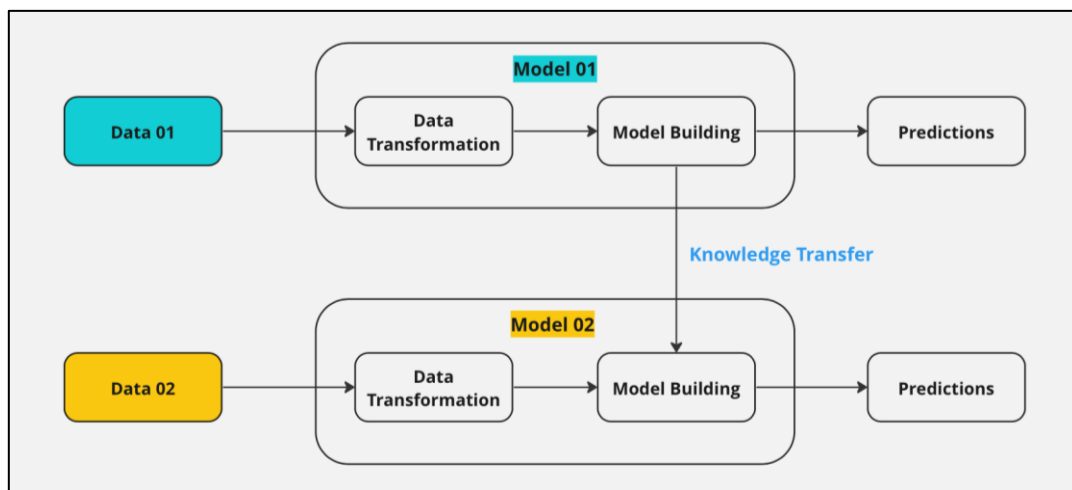 Model 01
Data 01
Data
Transformation
Model Building
Predictions
Knowledge Transfer
Model 02
Data 02
Data
Transformation
Model Building
Predictions